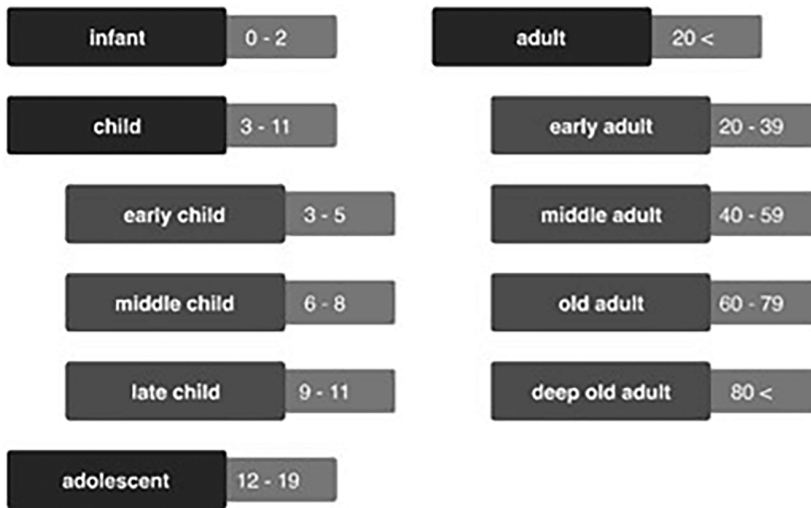 infant 0 - 2
child 3 - 11
early child 3 - 5
middle child 6 - 8
late child 9 - 11
adolescent 12 - 19
adult 20 <
early adult 20 - 39
middle adult 40 - 59
old adult 60 - 79
deep old adult 80 <